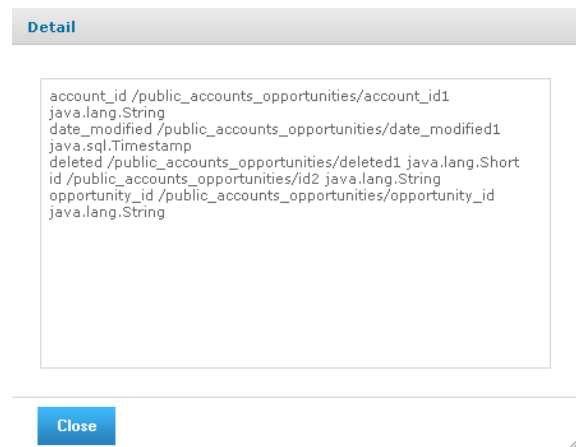 Detail
account_id /public_accounts_opportunities/account_id1
java.lang.String
date_modified /public_accounts_opportunities/date_modified1
java.sql.Timestamp
deleted /public_accounts_opportunities/deleted1 java.lang.Short
id /public_accounts_opportunities/id2 java.lang.String
opportunity_id /public_accounts_opportunities/opportunity_id
java.lang.String
Close